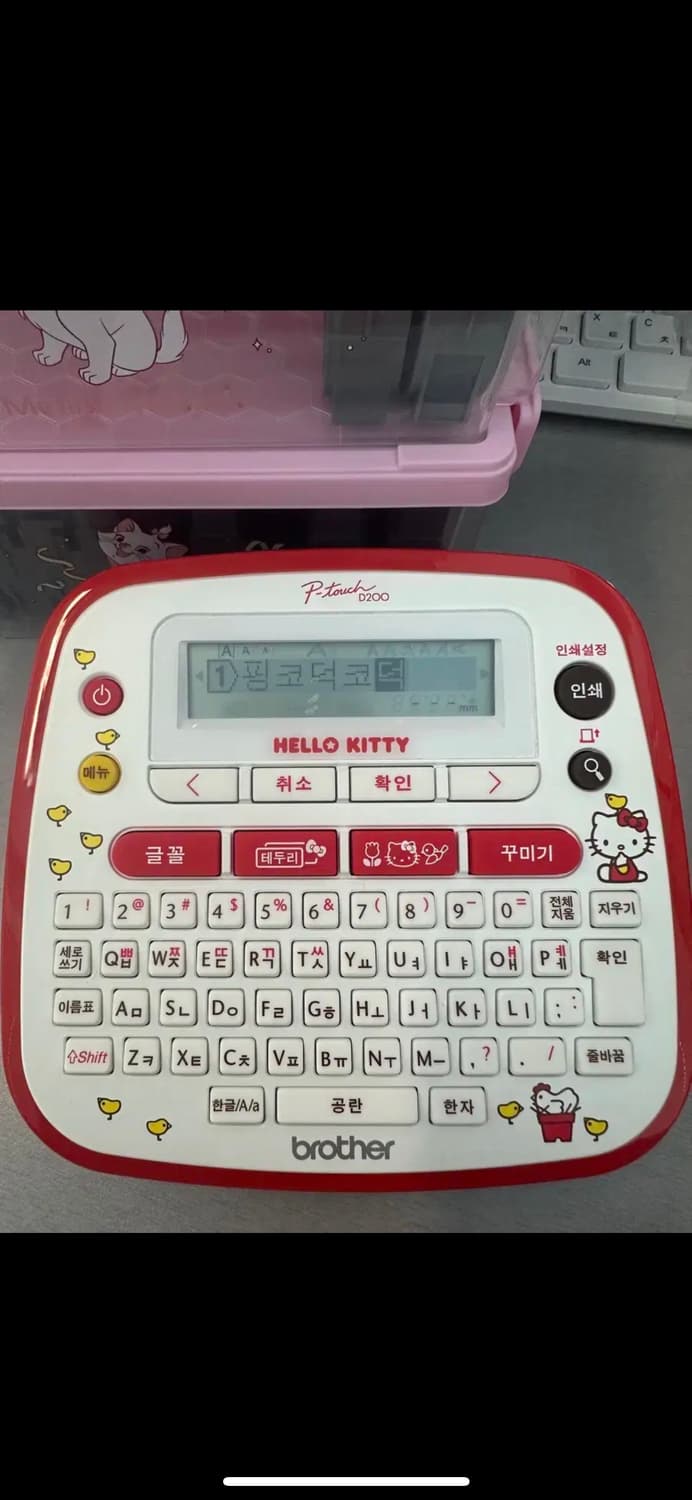 X ㅌ
C ㅊ
Alt
P-touch
D200
인쇄설정
1 핑코덕코덕
mm
인쇄
HELLO KITTY
메뉴
< 취소 확인 >
글꼴 테두리 꾸미기
1 ! 2 @ 3 # 4 $ 5 % 6 & 7 ( 8 ) 9 - 0 = 전체지움 지우기
세로쓰기 Q ㅃㅂ W ㅉㅈ E ㄸㄷ R ㄲㄱ T ㅆㅅ Y ㅛ U ㅕ I ㅑ O ㅒㅐ P ㅖㅔ 확인
이름표 A ㅁ S ㄴ D ㅇ F ㄹ G ㅎ H ㅗ J ㅓ K ㅏ L ㅣ ; :
⇧Shift Z ㅋ X ㅌ C ㅊ V ㅍ B ㅠ N ㅜ M ㅡ , ? . / 줄바꿈
한글/A/a 공란 한자
brother